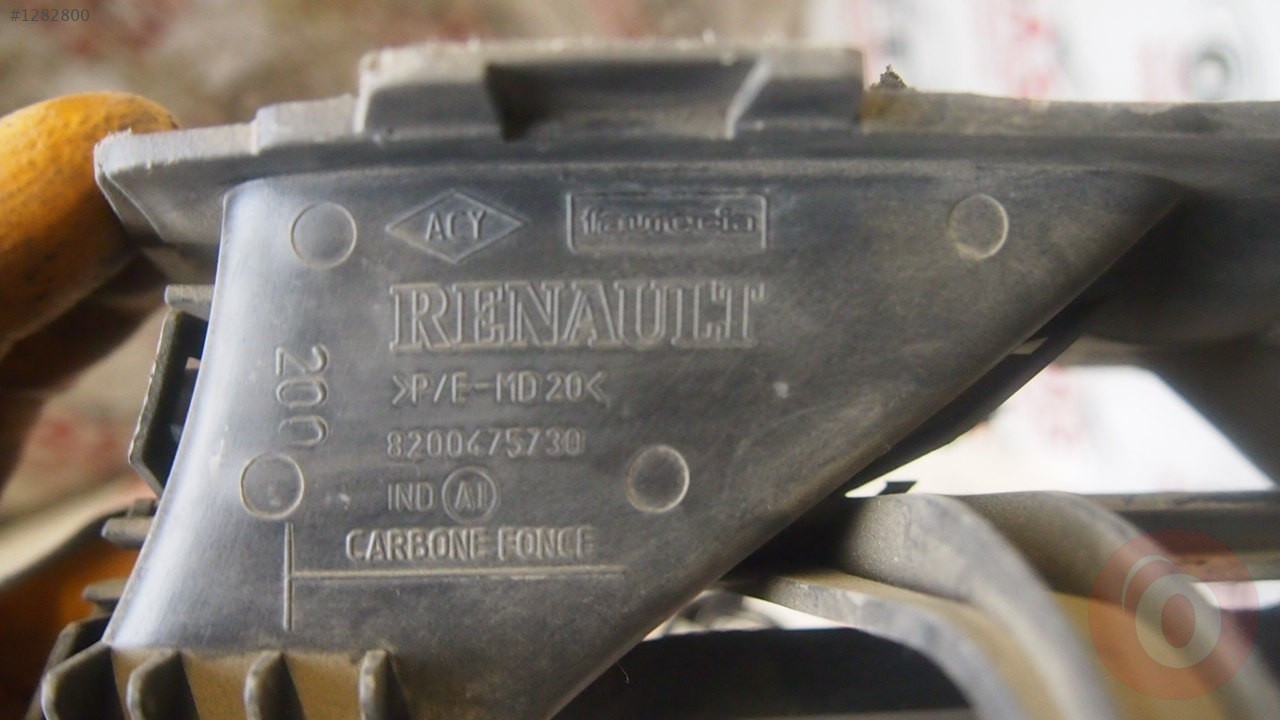 #1282800
ACY faurecia
RENAULT
200
>P/E-MD20<
8200475730
IND A1
CARBONE FONCE